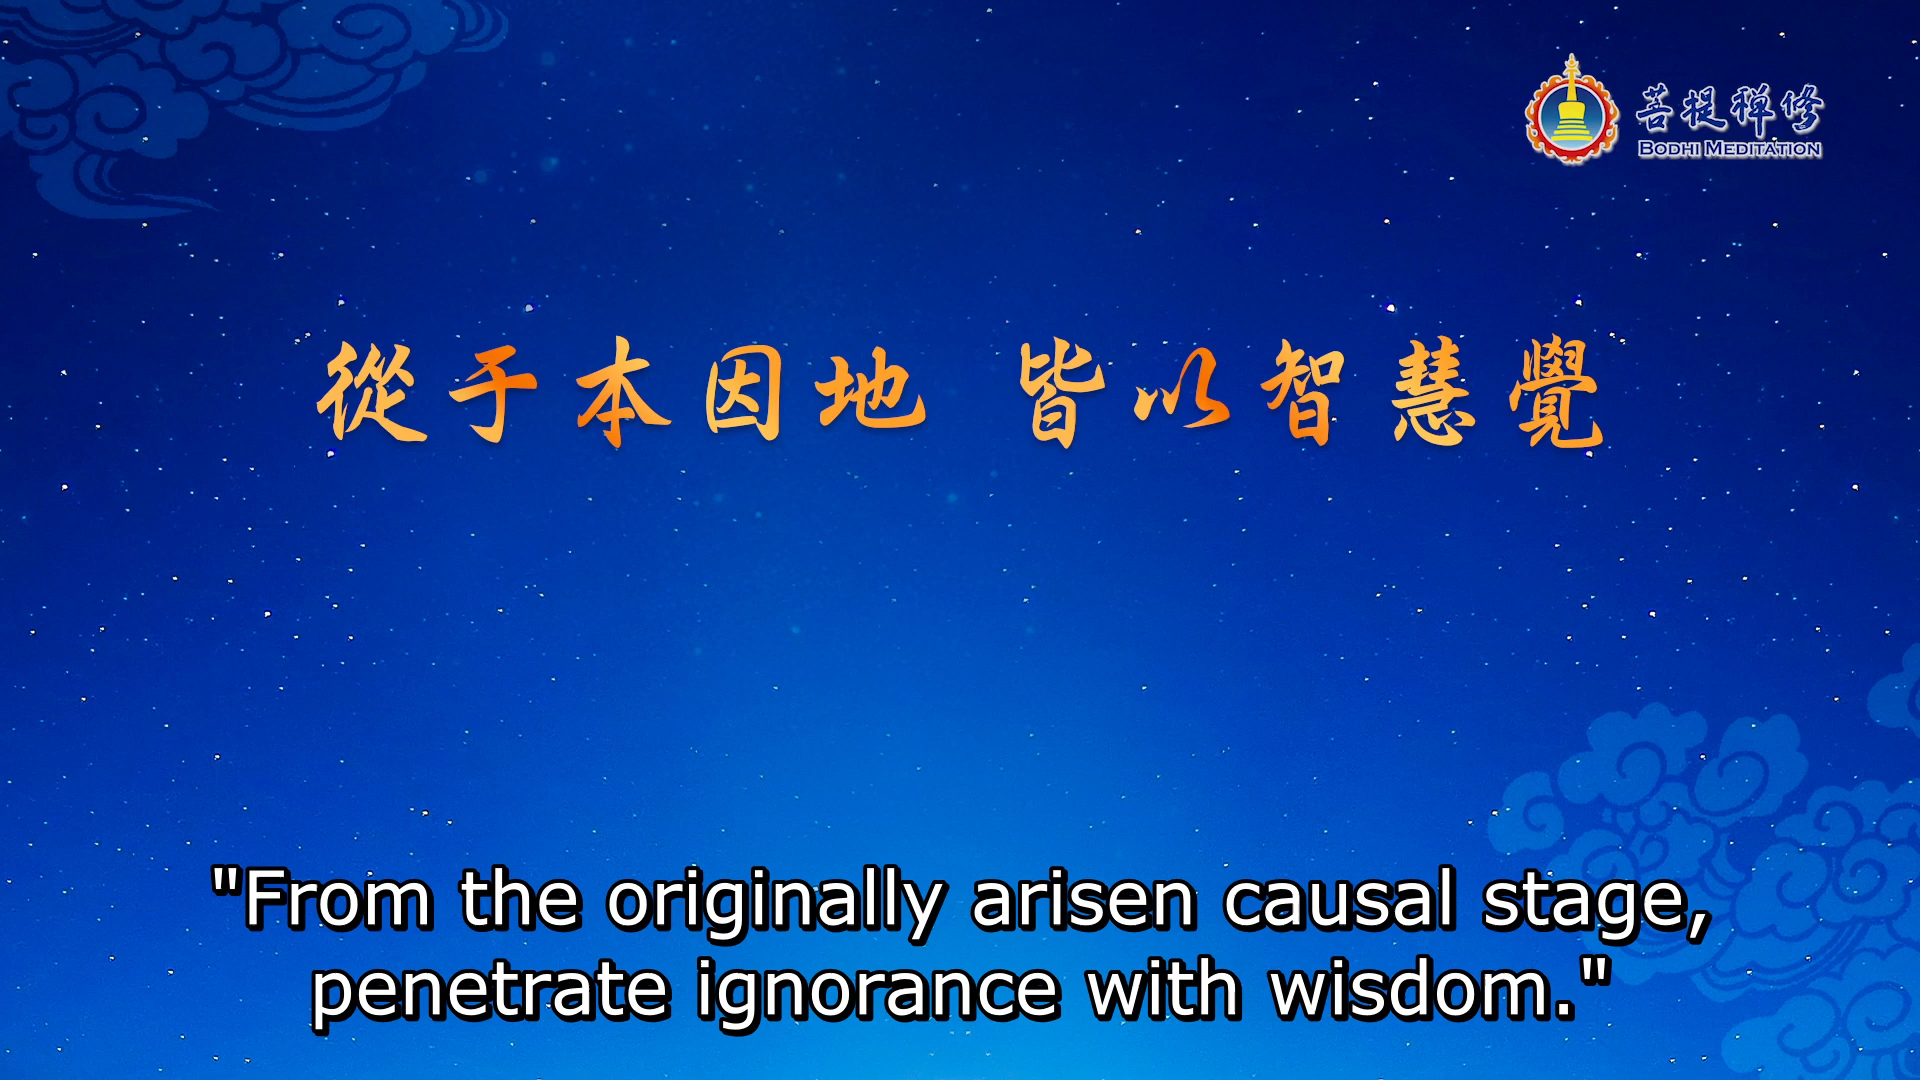 菩提禪修
BODHI MEDITATION
從于本因地 皆以智慧覺
"From the originally arisen causal stage,
penetrate ignorance with wisdom."